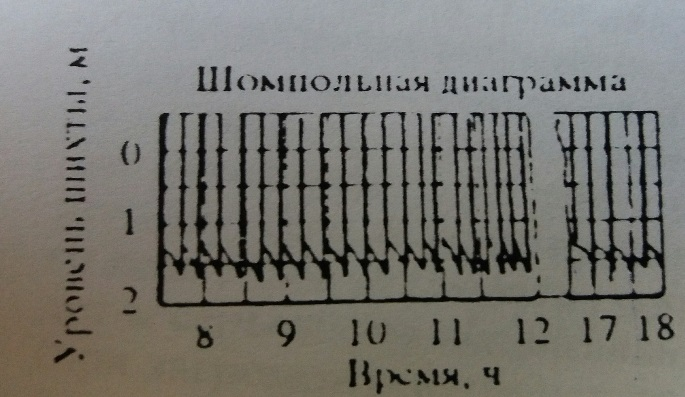 Шомпольная диаграмма
Уровень шихты, м
0
1
2
8 9 10 11 12 17 18
Время, ч